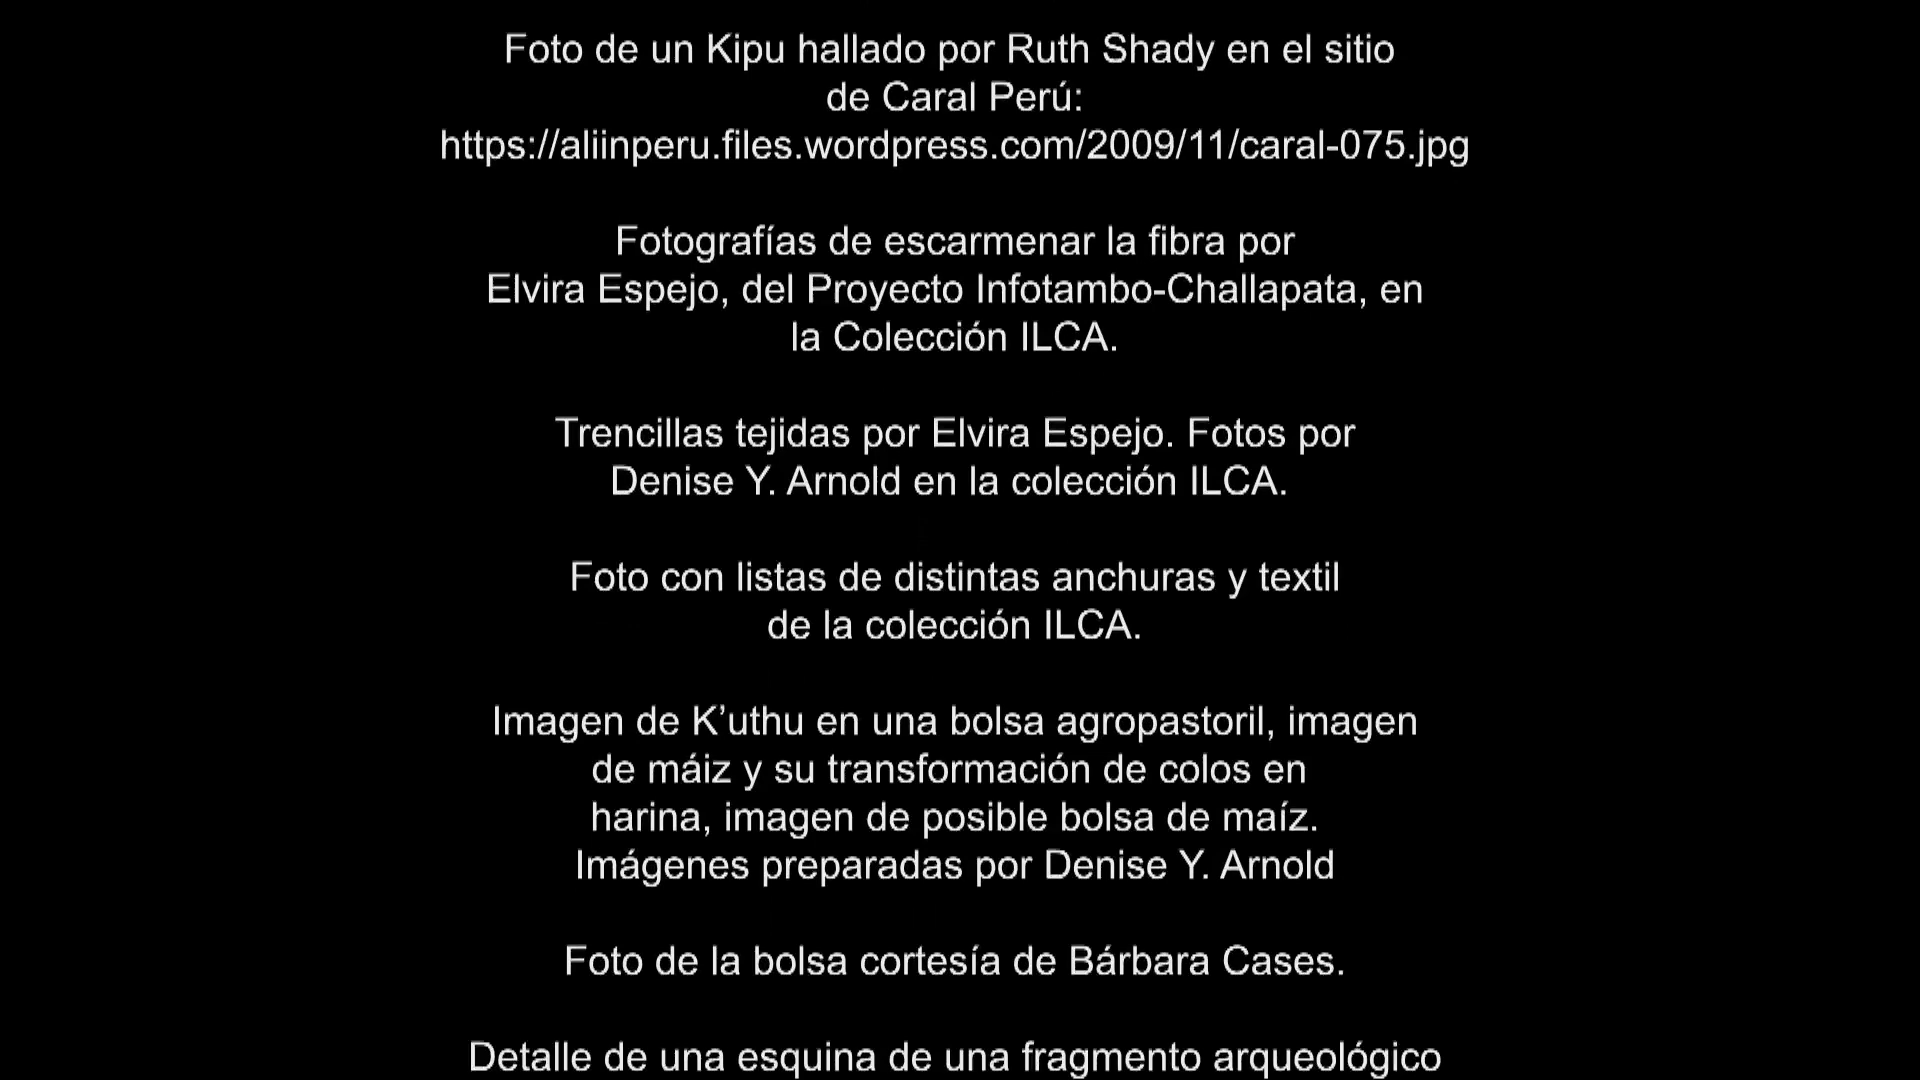 Foto de un Kipu hallado por Ruth Shady en el sitio
de Caral Perú:
https://aliinperu.files.wordpress.com/2009/11/caral-075.jpg
Fotografías de escarmenar la fibra por
Elvira Espejo, del Proyecto Infotambo-Challapata, en
la Colección ILCA.
Trencillas tejidas por Elvira Espejo. Fotos por
Denise Y. Arnold en la colección ILCA.
Foto con listas de distintas anchuras y textil
de la colección ILCA.
Imagen de K’uthu en una bolsa agropastoril, imagen
de máiz y su transformación de colos en
harina, imagen de posible bolsa de maíz.
Imágenes preparadas por Denise Y. Arnold
Foto de la bolsa cortesía de Bárbara Cases.
Detalle de una esquina de una fragmento arqueológico